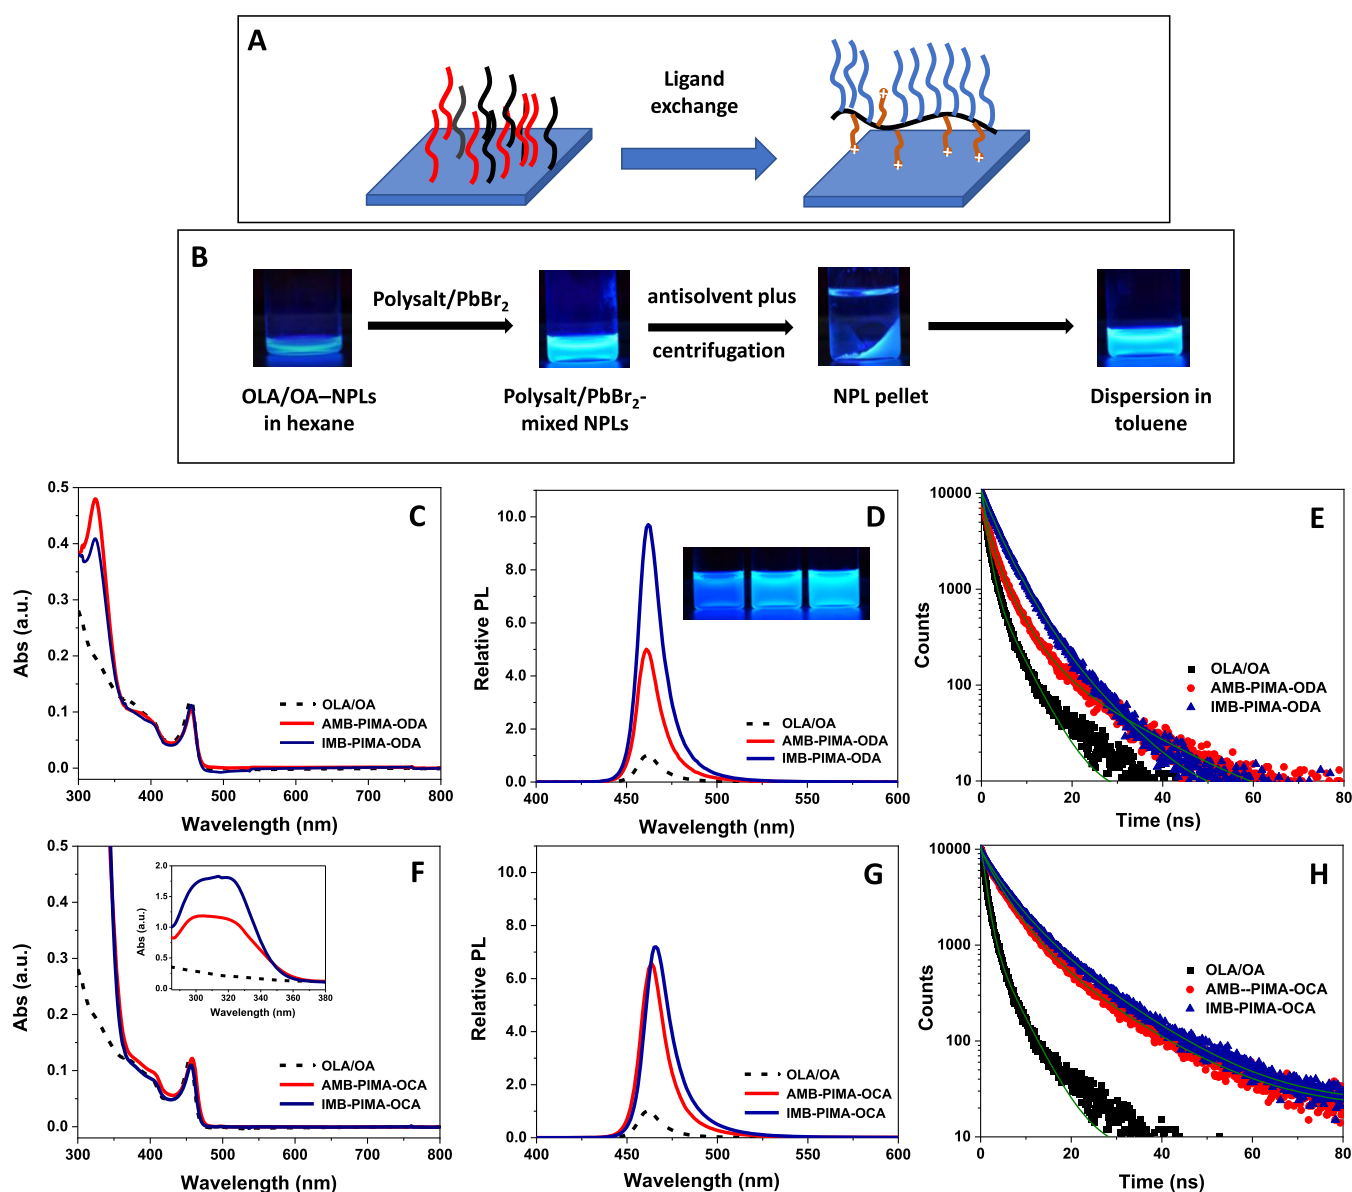 A
Ligand
exchange
+
+
+
+
+
B
Polysalt/PbBr2
antisolvent plus
centrifugation
OLA/OA–NPLs
in hexane
Polysalt/PbBr2-
mixed NPLs
NPL pellet
Dispersion in
toluene
C
Abs (a.u.)
0.5
0.4
0.3
0.2
0.1
0.0
OLA/OA
AMB-PIMA-ODA
IMB-PIMA-ODA
300 400 500 600 700 800
Wavelength (nm)
D
Relative PL
10.0
8.0
6.0
4.0
2.0
0.0
OLA/OA
AMB-PIMA-ODA
IMB-PIMA-ODA
400 450 500 550 600
Wavelength (nm)
E
Counts
10000
1000
100
10
OLA/OA
AMB-PIMA-ODA
IMB-PIMA-ODA
0 20 40 60 80
Time (ns)
F
Abs (a.u.)
0.5
0.4
0.3
0.2
0.1
0.0
Abs (a.u.)
2.0
1.5
1.0
0.5
0.0
300 320 340 360 380
Wavelength (nm)
OLA/OA
AMB-PIMA-OCA
IMB-PIMA-OCA
300 400 500 600 700 800
Wavelength (nm)
G
Relative PL
10.0
8.0
6.0
4.0
2.0
0.0
OLA/OA
AMB-PIMA-OCA
IMB-PIMA-OCA
400 450 500 550 600
Wavelength (nm)
H
Counts
10000
1000
100
10
OLA/OA
AMB--PIMA-OCA
IMB-PIMA-OCA
0 20 40 60 80
Time (ns)